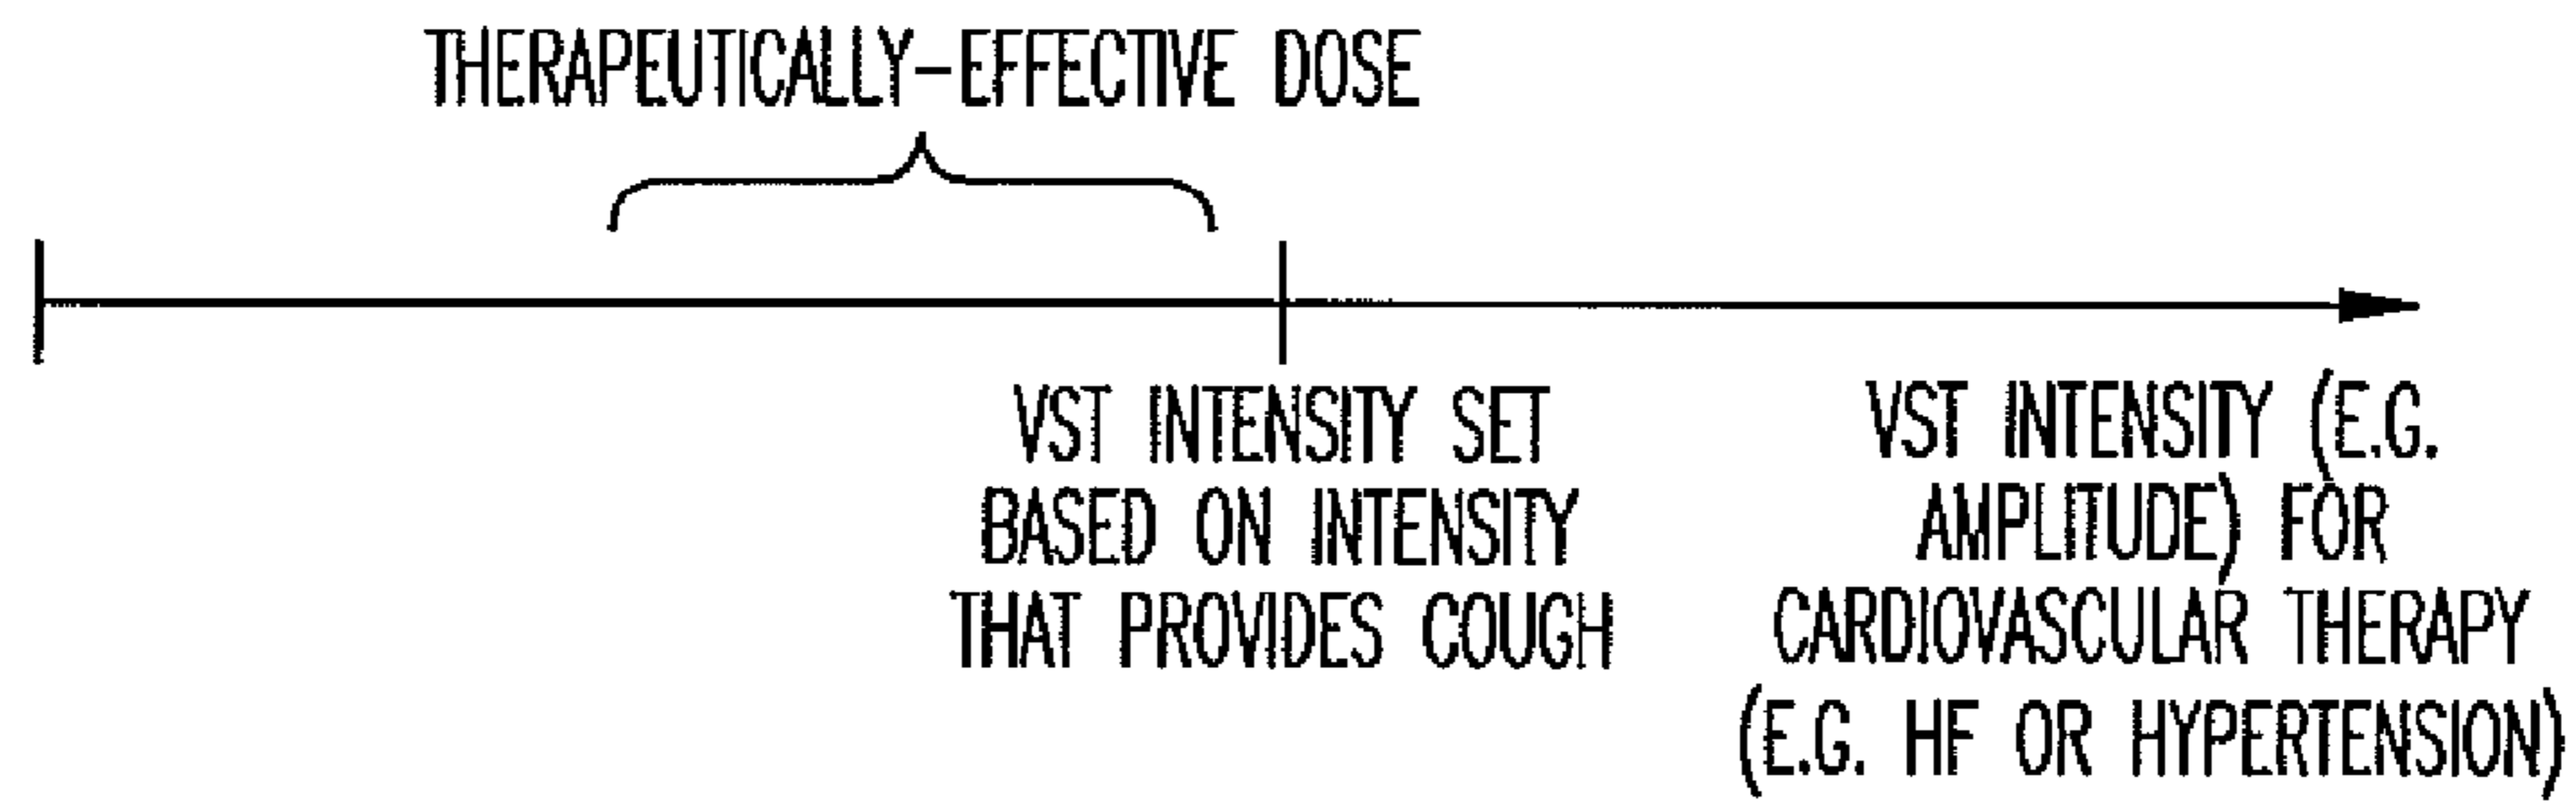 THERAPEUTICALLY-EFFECTIVE DOSE
VST INTENSITY SET
BASED ON INTENSITY
THAT PROVIDES COUGH
VST INTENSITY (E.G.
AMPLITUDE) FOR
CARDIOVASCULAR THERAPY
(E.G. HF OR HYPERTENSION)